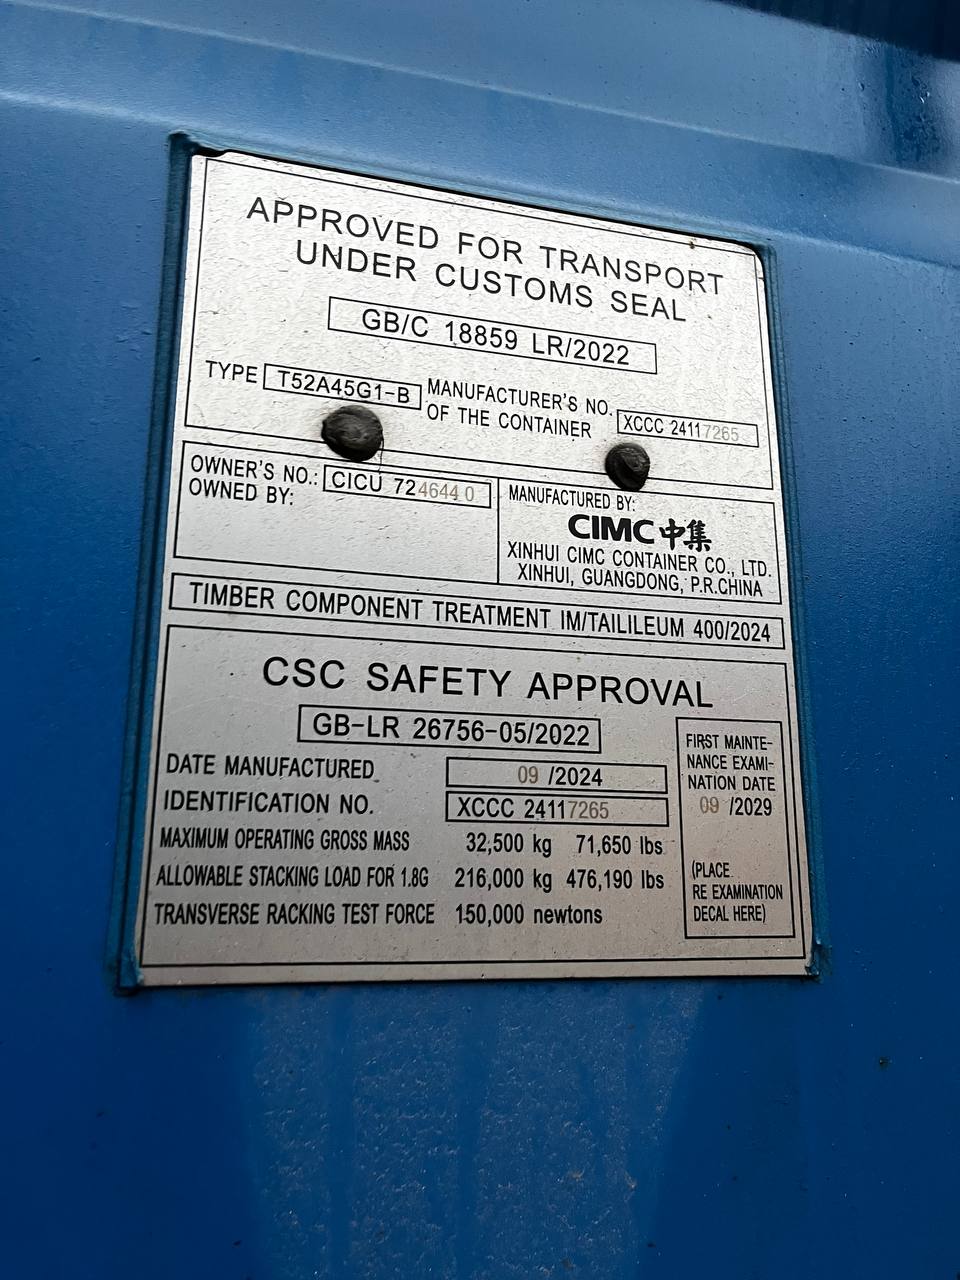 APPROVED FOR TRANSPORT
UNDER CUSTOMS SEAL
GB/C 18859 LR/2022
TYPE T52A45G1-B
MANUFACTURER'S NO.
OF THE CONTAINER
XCCC 24117265
OWNER'S NO.: CICU 724644 0
OWNED BY:
MANUFACTURED BY:
CIMC 中集
XINHUI CIMC CONTAINER CO., LTD.
XINHUI, GUANGDONG, P.R.CHINA
TIMBER COMPONENT TREATMENT IM/TAILILEUM 400/2024
CSC SAFETY APPROVAL
GB-LR 26756-05/2022
DATE MANUFACTURED 09 /2024
IDENTIFICATION NO. XCCC 24117265
MAXIMUM OPERATING GROSS MASS 32,500 kg 71,650 lbs
ALLOWABLE STACKING LOAD FOR 1.8G 216,000 kg 476,190 lbs
TRANSVERSE RACKING TEST FORCE 150,000 newtons
FIRST MAINTE-
NANCE EXAMI-
NATION DATE
09 /2029
(PLACE
RE EXAMINATION
DECAL HERE)